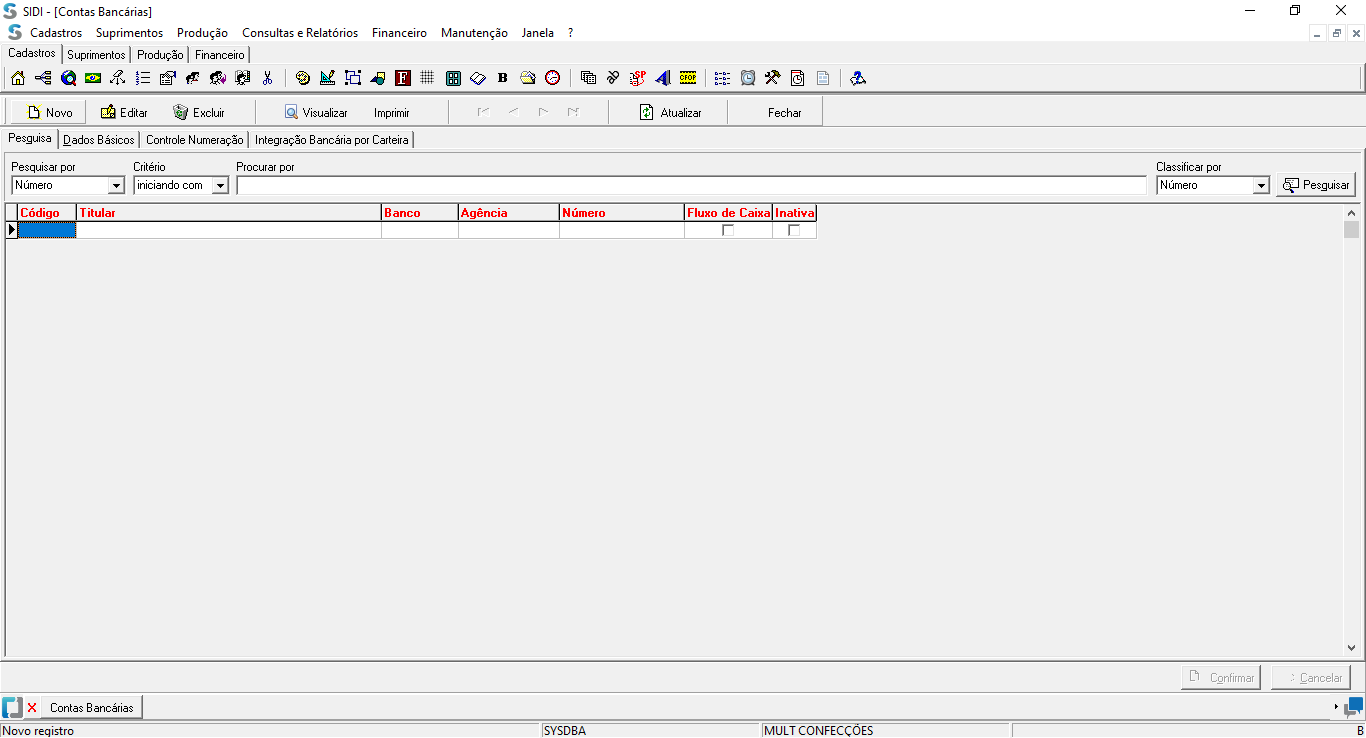 SIDI - [Contas Bancárias]
Cadastros Suprimentos Produção Consultas e Relatórios Financeiro Manutenção Janela ?
Cadastros Suprimentos Produção Financeiro
F B SP CFOP
Novo Editar Excluir Visualizar Imprimir Atualizar Fechar
Pesquisa Dados Básicos Controle Numeração Integração Bancária por Carteira
Pesquisar por Critério Procurar por Classificar por
Número iniciando com Número Pesquisar
Código Titular Banco Agência Número Fluxo de Caixa Inativa
Confirmar Cancelar
Contas Bancárias
Novo registro SYSDBA MULT CONFECÇÕES B